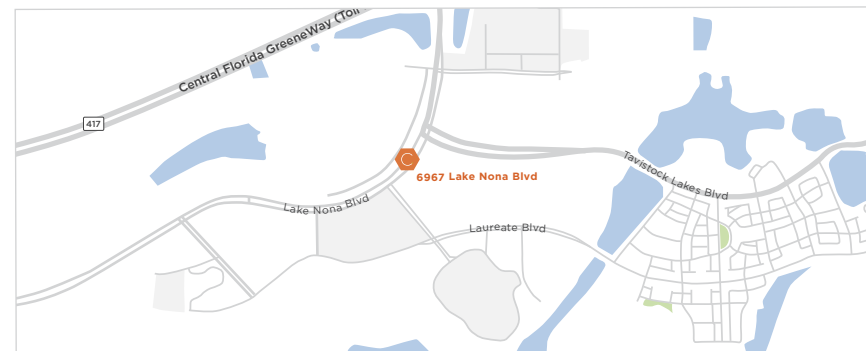 Central Florida GreeneWay (Toll
417
6967 Lake Nona Blvd
Tavistock Lakes Blvd
Lake Nona Blvd
Laureate Blvd